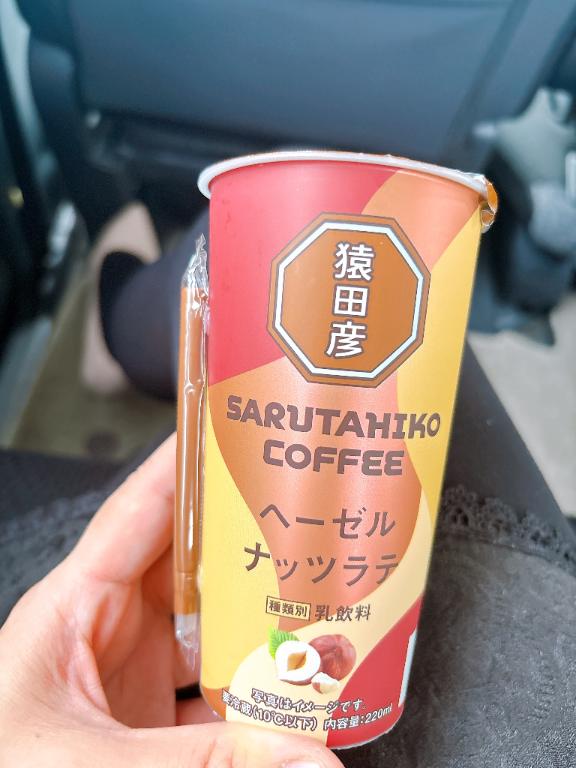 猿田彦
SARUTAHIKO
COFFEE
ヘーゼル
ナッツラテ
種類別 乳飲料
写真はイメージです。
要冷蔵(10℃以下) 内容量:220ml